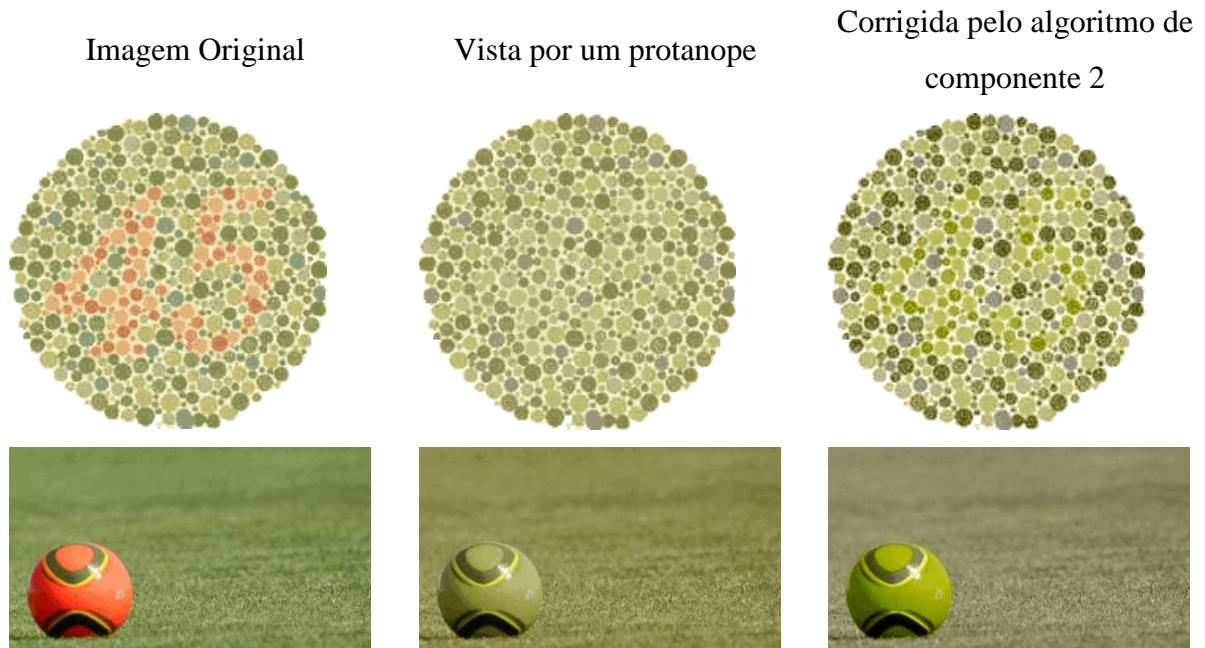 Imagem Original
Vista por um protanope
Corrigida pelo algoritmo de
componente 2
45